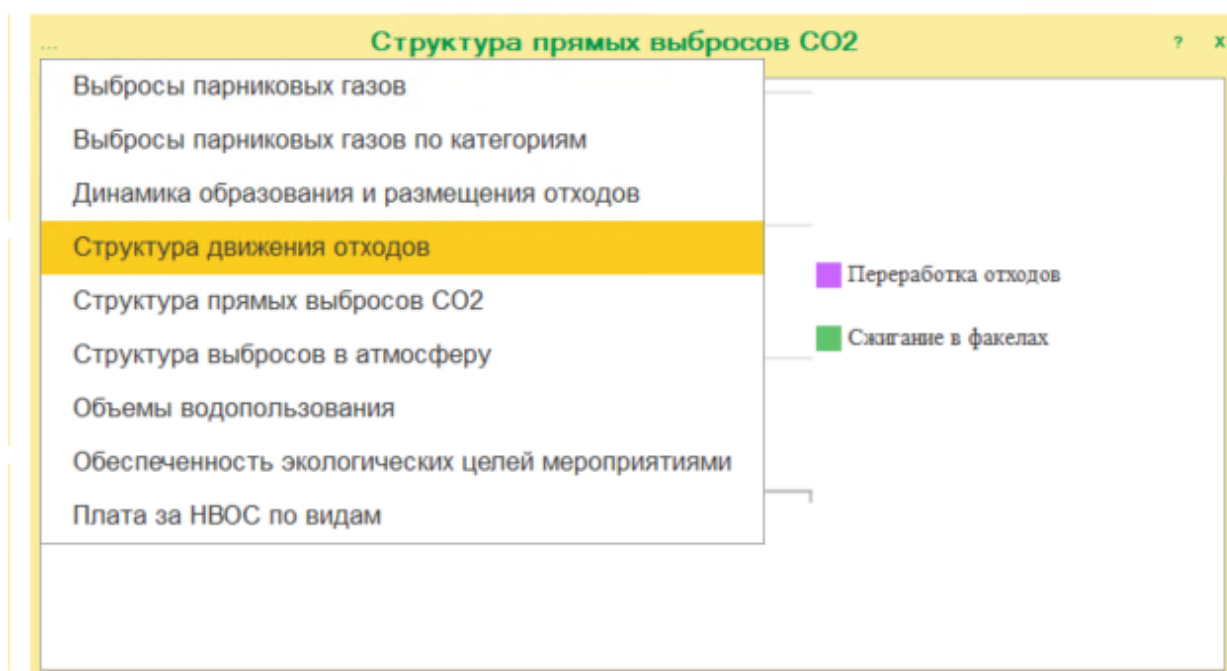 ... Структура прямых выбросов CO2 ? X
Выбросы парниковых газов
Выбросы парниковых газов по категориям
Динамика образования и размещения отходов
Структура движения отходов
Переработка отходов
Структура прямых выбросов CO2
Сжигание в факелах
Структура выбросов в атмосферу
Объемы водопользования
Обеспеченность экологических целей мероприятиями
Плата за НВОС по видам